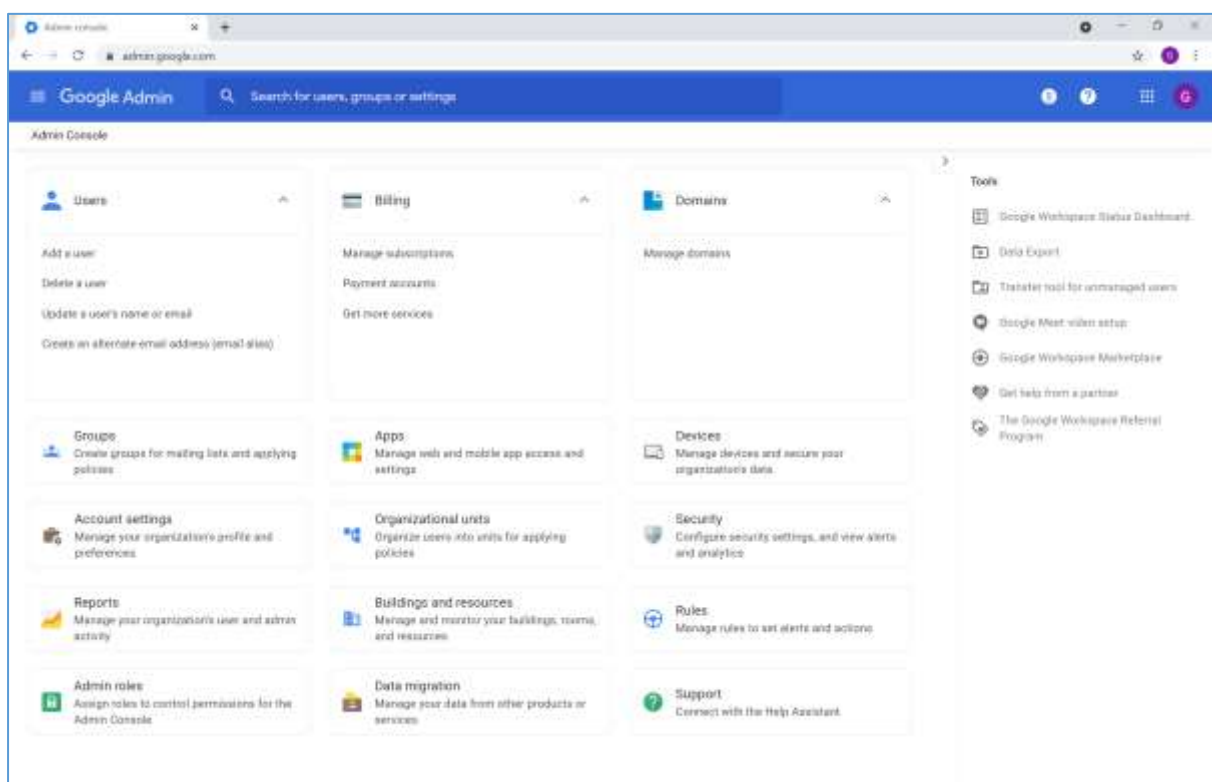 Admin console
admin.google.com
Google Admin
Search for users, groups or settings
G
Admin Console
Users
Billing
Domains
Add a user
Delete a user
Update a user's name or email
Create an alternate email address (email alias)
Manage subscriptions
Payment accounts
Get more services
Manage domains
Groups
Create groups for mailing lists and applying
policies
Apps
Manage web and mobile app access and
settings
Devices
Manage devices and secure your
organization's data
Account settings
Manage your organization's profile and
preferences
Organizational units
Organize users into units for applying
policies
Security
Configure security settings, and view alerts
and analytics
Reports
Manage your organization's user and admin
activity
Buildings and resources
Manage and monitor your buildings, rooms,
and resources
Rules
Manage rules to set alerts and actions
Admin roles
Assign roles to control permissions for the
Admin Console
Data migration
Manage your data from other products or
services
Support
Connect with the Help Assistant
Tools
Google Workspace Status Dashboard
Data Export
Transfer tool for unmanaged users
Google Meet video setup
Google Workspace Marketplace
Get help from a partner
The Google Workspace Referral
Program